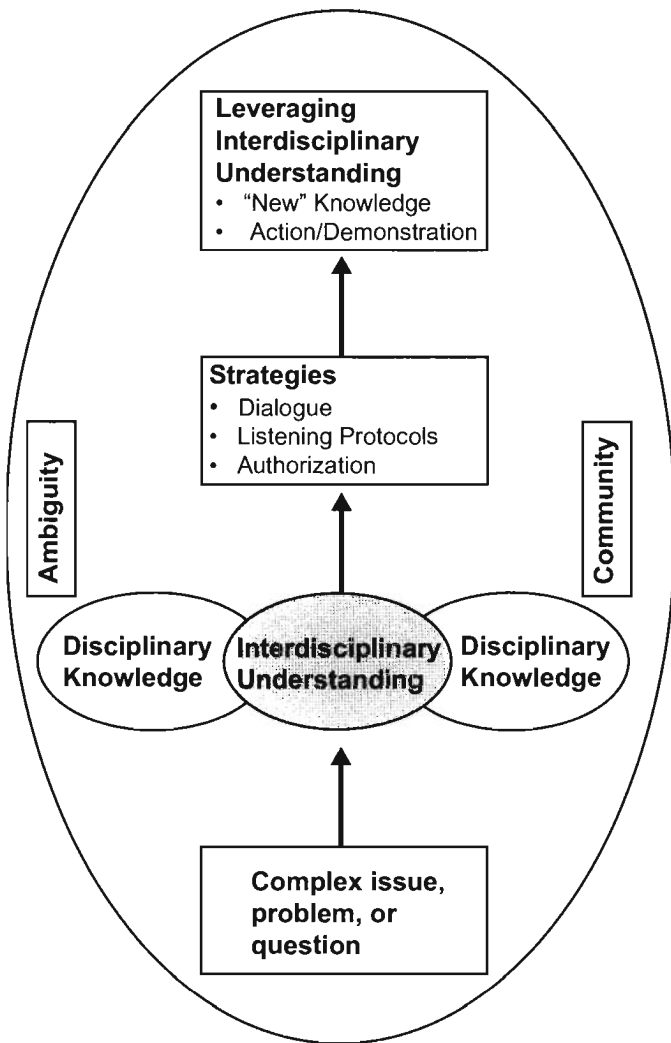 Leveraging
Interdisciplinary
Understanding
• “New” Knowledge
• Action/Demonstration
Strategies
• Dialogue
• Listening Protocols
• Authorization
Ambiguity
Community
Disciplinary
Knowledge
Interdisciplinary
Understanding
Disciplinary
Knowledge
Complex issue,
problem, or
question